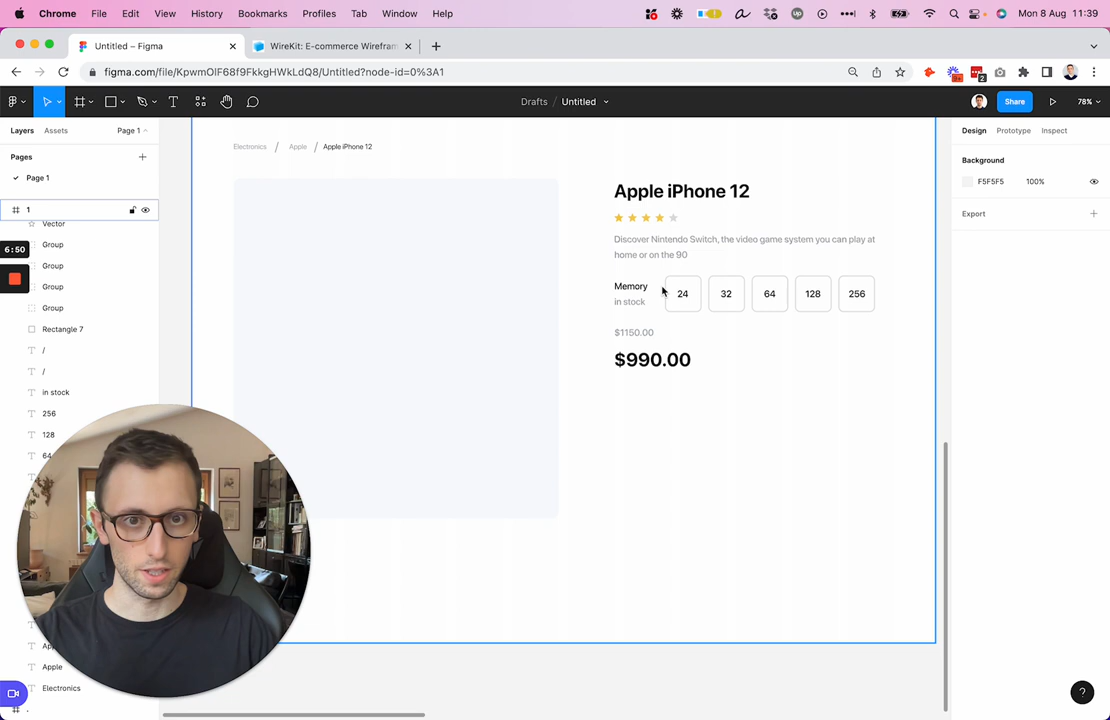 Chrome File Edit View History Bookmarks Profiles Tab Window Help Mon 8 Aug 11:39
Untitled – Figma WireKit: E-commerce Wirefram
figma.com/file/KpwmOlF68f9FkkgHWkLdQ8/Untitled?node-id=0%3A1 9+ 2
Drafts / Untitled Share 78%
Layers Assets Page 1
Design Prototype Inspect
Pages
Page 1
Background
F5F5F5 100%
Export
1
Vector
6:50
Group
Group
Group
Group
Rectangle 7
/
/
in stock
256
128
64
Apple
Electronics
Electronics / Apple / Apple iPhone 12
Apple iPhone 12
Discover Nintendo Switch, the video game system you can play at
home or on the 90
Memory
in stock
24 32 64 128 256
$1150.00
$990.00
?